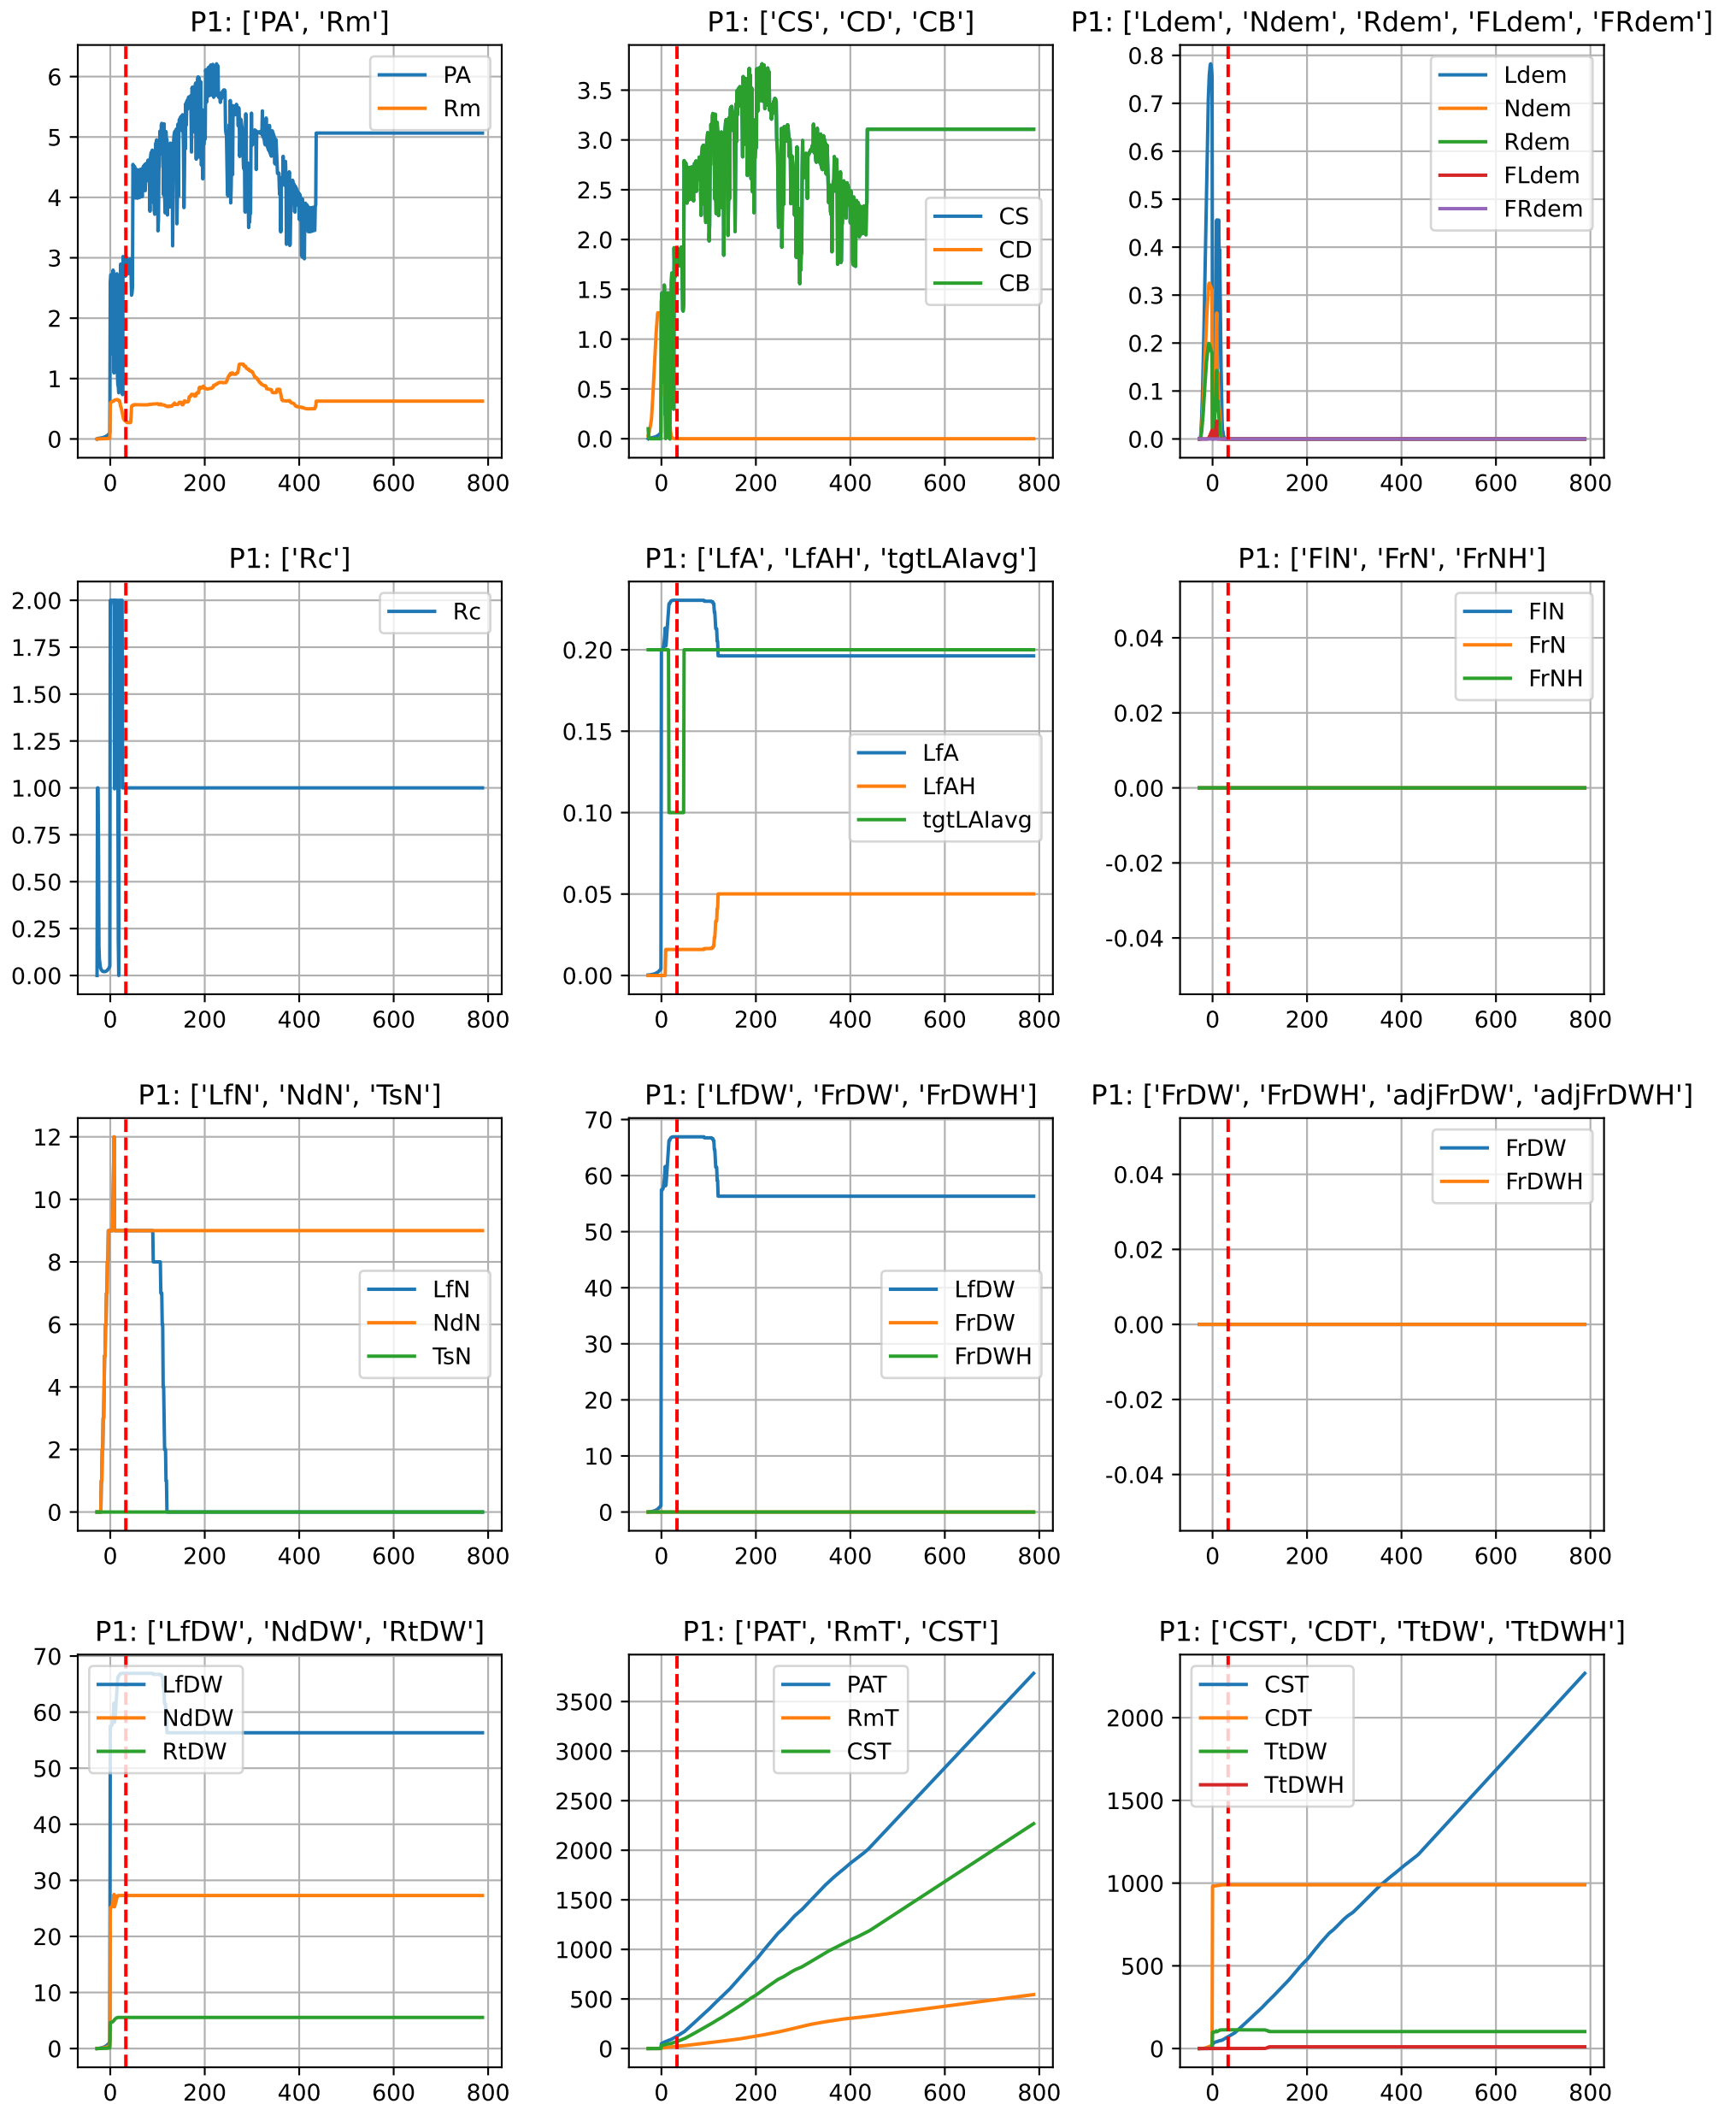 P1: ['PA', 'Rm']
6
5
4
3
2
1
0
PA
Rm
0 200 400 600 800
P1: ['CS', 'CD', 'CB']
3.5
3.0
2.5
2.0
1.5
1.0
0.5
0.0
CS
CD
CB
0 200 400 600 800
P1: ['Ldem', 'Ndem', 'Rdem', 'FLdem', 'FRdem']
0.8
0.7
0.6
0.5
0.4
0.3
0.2
0.1
0.0
Ldem
Ndem
Rdem
FLdem
FRdem
0 200 400 600 800
P1: ['Rc']
2.00
1.75
1.50
1.25
1.00
0.75
0.50
0.25
0.00
Rc
0 200 400 600 800
P1: ['LfA', 'LfAH', 'tgtLAIavg']
0.20
0.15
0.10
0.05
0.00
LfA
LfAH
tgtLAIavg
0 200 400 600 800
P1: ['FlN', 'FrN', 'FrNH']
0.04
0.02
0.00
-0.02
-0.04
FlN
FrN
FrNH
0 200 400 600 800
P1: ['LfN', 'NdN', 'TsN']
12
10
8
6
4
2
0
LfN
NdN
TsN
0 200 400 600 800
P1: ['LfDW', 'FrDW', 'FrDWH']
70
60
50
40
30
20
10
0
LfDW
FrDW
FrDWH
0 200 400 600 800
P1: ['FrDW', 'FrDWH', 'adjFrDW', 'adjFrDWH']
0.04
0.02
0.00
-0.02
-0.04
FrDW
FrDWH
0 200 400 600 800
P1: ['LfDW', 'NdDW', 'RtDW']
70
60
50
40
30
20
10
0
LfDW
NdDW
RtDW
0 200 400 600 800
P1: ['PAT', 'RmT', 'CST']
3500
3000
2500
2000
1500
1000
500
0
PAT
RmT
CST
0 200 400 600 800
P1: ['CST', 'CDT', 'TtDW', 'TtDWH']
2000
1500
1000
500
0
CST
CDT
TtDW
TtDWH
0 200 400 600 800